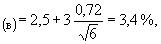 (в) = 2,5 + 3 0,72/√6 = 3,4 %,